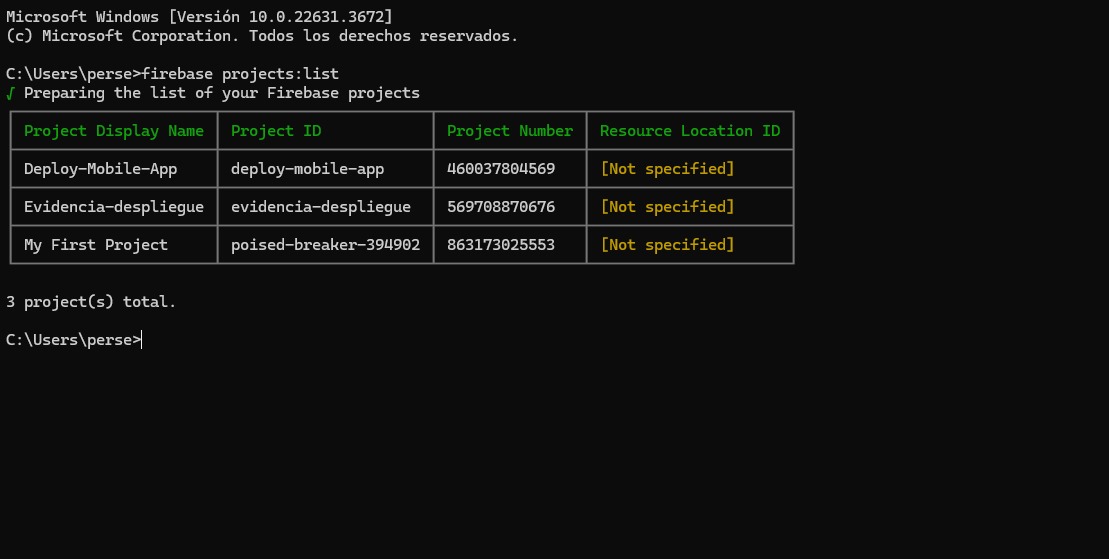 Microsoft Windows [Versión 10.0.22631.3672]
(c) Microsoft Corporation. Todos los derechos reservados.
C:\Users\perse>firebase projects:list
√ Preparing the list of your Firebase projects
Project Display Name Project ID Project Number Resource Location ID
Deploy-Mobile-App deploy-mobile-app 460037804569 [Not specified]
Evidencia-despliegue evidencia-despliegue 569708870676 [Not specified]
My First Project poised-breaker-394902 863173025553 [Not specified]
3 project(s) total.
C:\Users\perse>